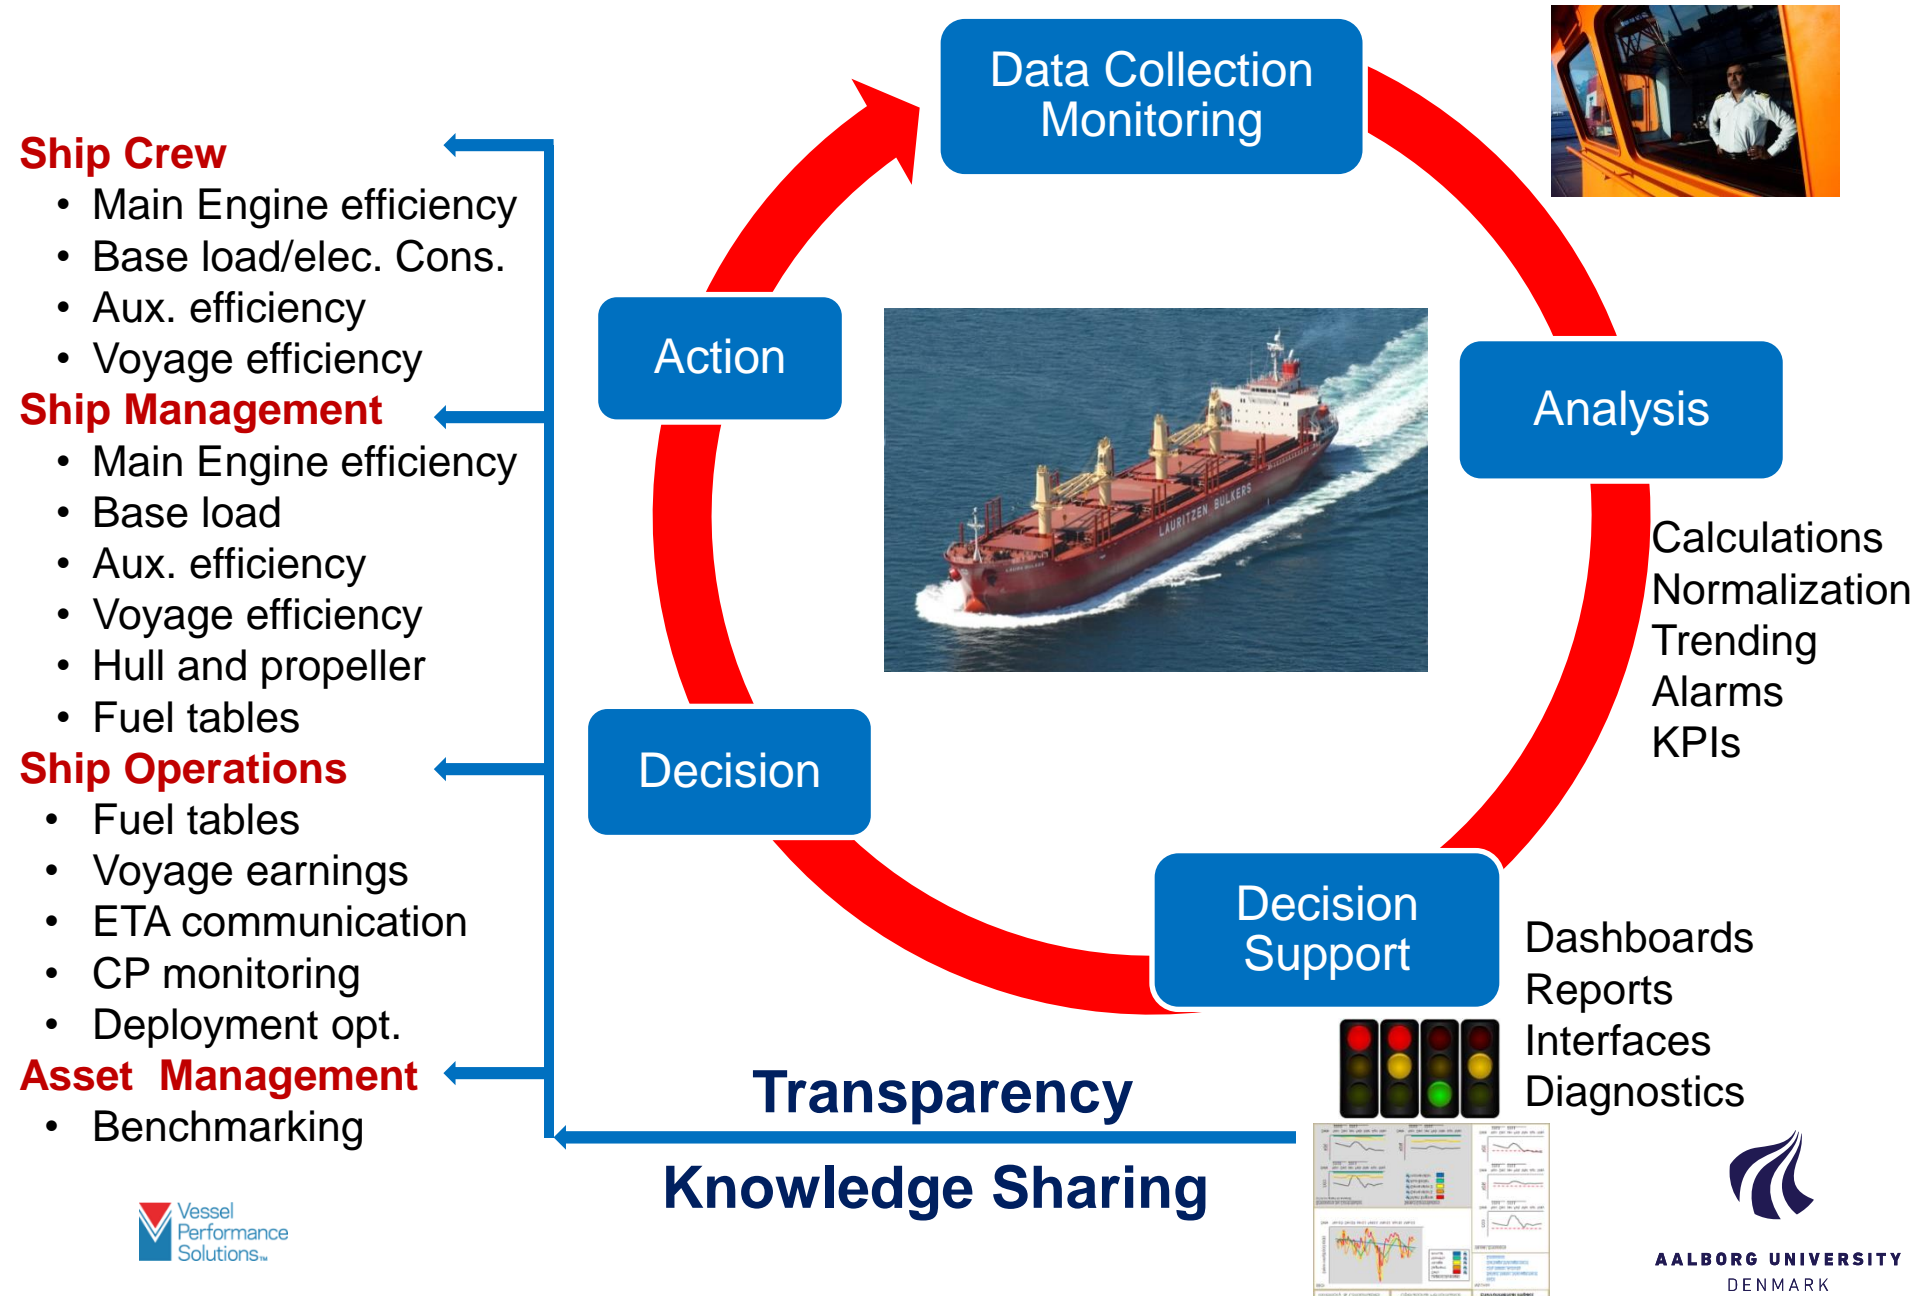 Data Collection
Monitoring
Ship Crew
• Main Engine efficiency
• Base load/elec. Cons.
• Aux. efficiency
• Voyage efficiency
Ship Management
• Main Engine efficiency
• Base load
• Aux. efficiency
• Voyage efficiency
• Hull and propeller
• Fuel tables
Ship Operations
• Fuel tables
• Voyage earnings
• ETA communication
• CP monitoring
• Deployment opt.
Asset Management
• Benchmarking
Action
Analysis
LAURITZEN BULKERS
Calculations
Normalization
Trending
Alarms
KPIs
Decision
Decision
Support
Dashboards
Reports
Interfaces
Diagnostics
Transparency
Knowledge Sharing
Vessel
Performance
Solutions™
AALBORG UNIVERSITY
DENMARK